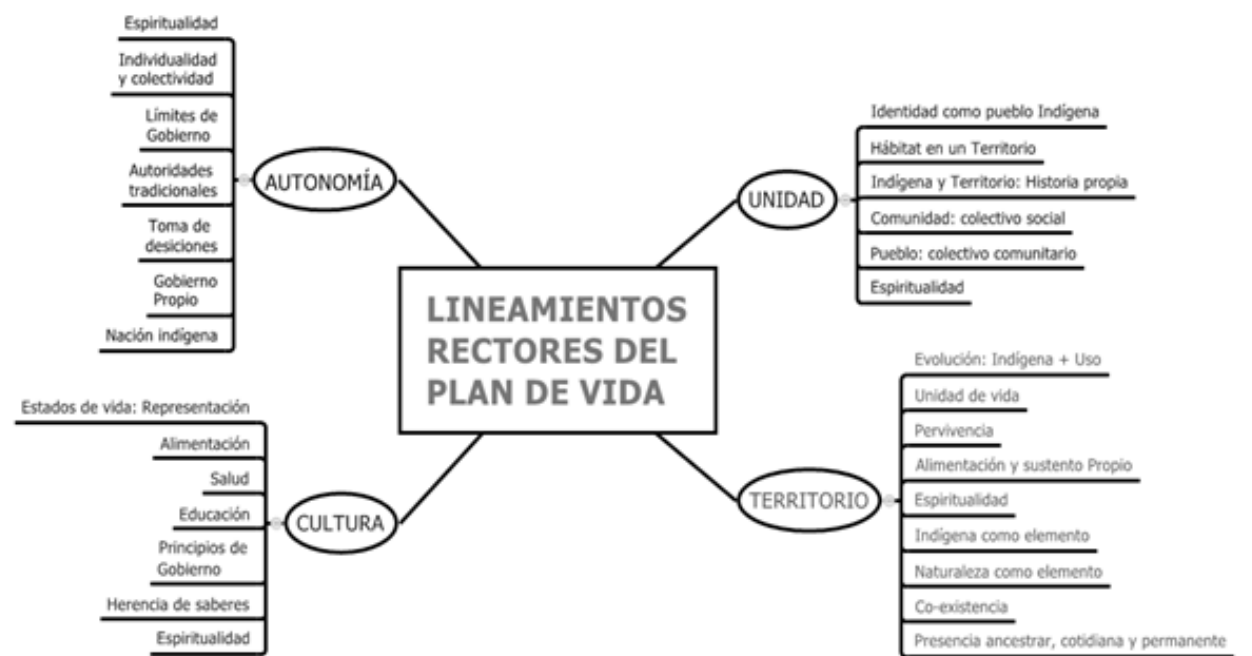 LINEAMIENTOS
RECTORES DEL
PLAN DE VIDA
AUTONOMÍA
Espiritualidad
Individualidad
y colectividad
Límites de
Gobierno
Autoridades
tradicionales
Toma de
desiciones
Gobierno
Propio
Nación indígena
UNIDAD
Identidad como pueblo Indígena
Hábitat en un Territorio
Indígena y Territorio: Historia propia
Comunidad: colectivo social
Pueblo: colectivo comunitario
Espiritualidad
CULTURA
Estados de vida: Representación
Alimentación
Salud
Educación
Principios de
Gobierno
Herencia de saberes
Espiritualidad
TERRITORIO
Evolución: Indígena + Uso
Unidad de vida
Pervivencia
Alimentación y sustento Propio
Espiritualidad
Indígena como elemento
Naturaleza como elemento
Co-existencia
Presencia ancestrar, cotidiana y permanente